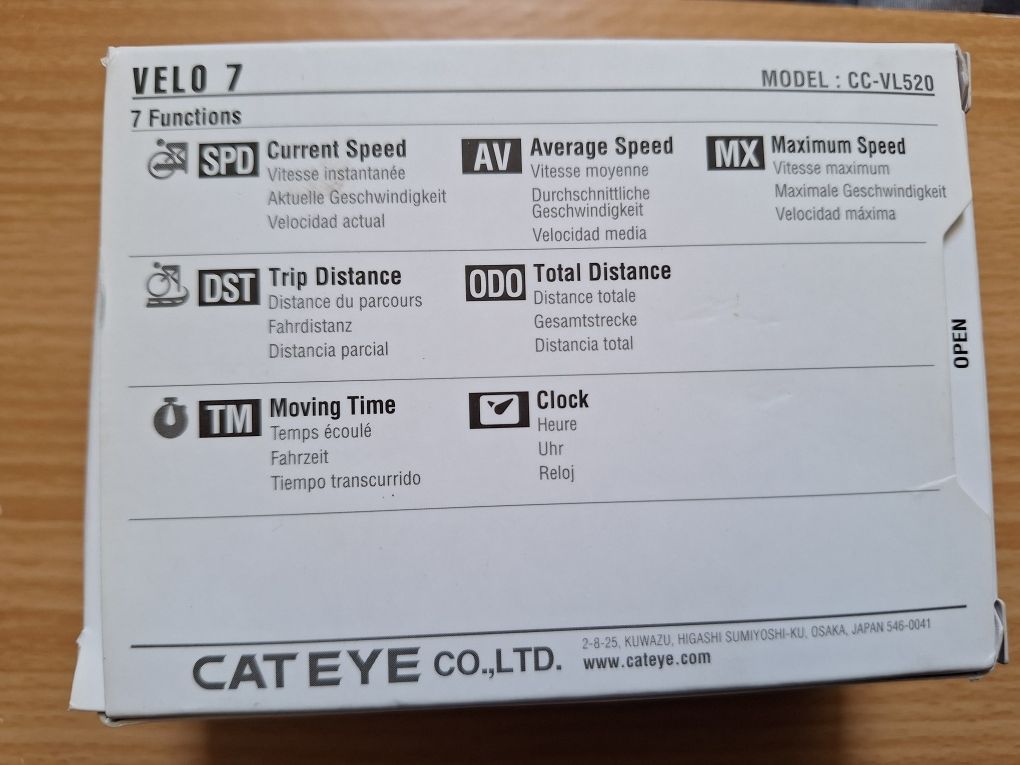 VELO 7
MODEL : CC-VL520
7 Functions
SPD Current Speed
Vitesse instantanée
Aktuelle Geschwindigkeit
Velocidad actual
AV Average Speed
Vitesse moyenne
Durchschnittliche
Geschwindigkeit
Velocidad media
MX Maximum Speed
Vitesse maximum
Maximale Geschwindigkeit
Velocidad máxima
DST Trip Distance
Distance du parcours
Fahrdistanz
Distancia parcial
ODO Total Distance
Distance totale
Gesamtstrecke
Distancia total
OPEN
TM Moving Time
Temps écoulé
Fahrzeit
Tiempo transcurrido
Clock
Heure
Uhr
Reloj
CATEYE CO.,LTD.
2-8-25, KUWAZU, HIGASHI SUMIYOSHI-KU, OSAKA, JAPAN 546-0041
www.cateye.com